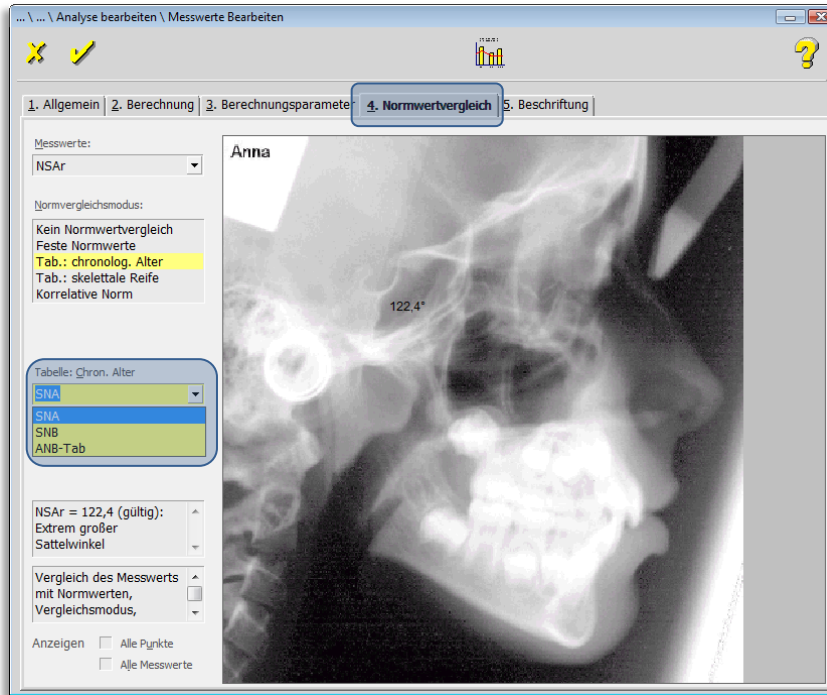 ... \ ... \ Analyse bearbeiten \ Messwerte Bearbeiten
1. Allgemein
2. Berechnung
3. Berechnungsparameter
4. Normwertvergleich
5. Beschriftung
Messwerte:
NSAr
Normvergleichsmodus:
Kein Normwertvergleich
Feste Normwerte
Tab.: chronolog. Alter
Tab.: skelettale Reife
Korrelative Norm
Tabelle: Chron. Alter
SNA
SNA
SNB
ANB-Tab
NSAr = 122,4 (gültig):
Extrem großer
Sattelwinkel
Vergleich des Messwerts
mit Normwerten,
Vergleichsmodus,
Anzeigen
Alle Punkte
Alle Messwerte
Anna
122,4°